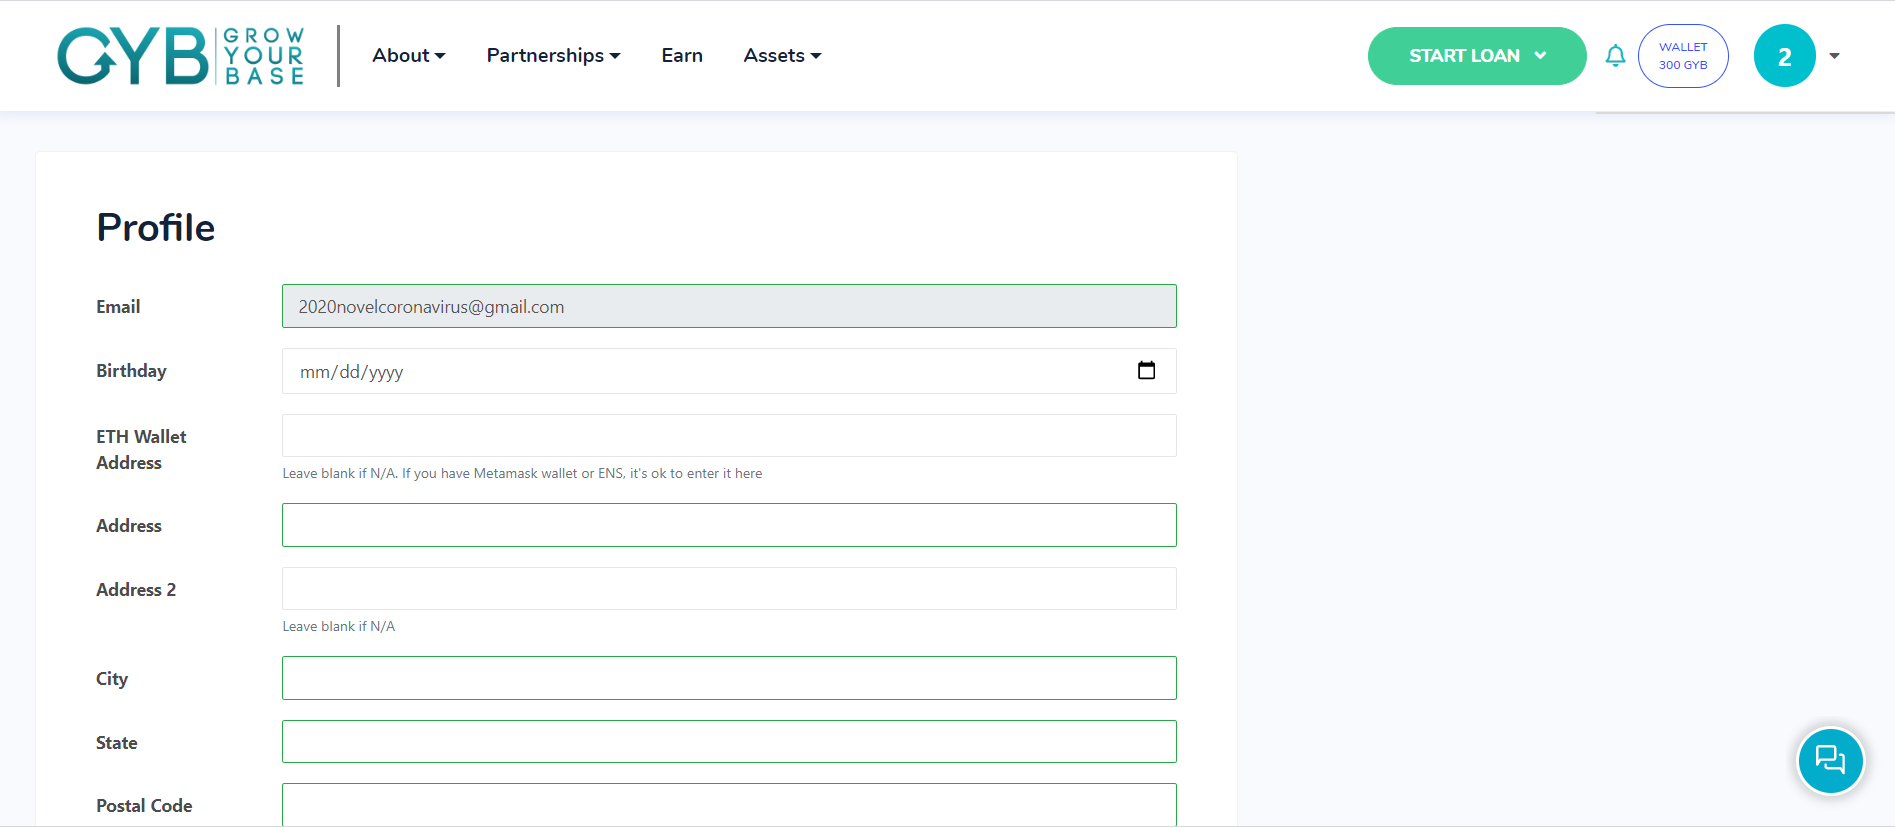 GYB GROW YOUR BASE
About Partnerships Earn Assets START LOAN WALLET 300 GYB 2
Profile
Email 2020novelcoronavirus@gmail.com
Birthday mm/dd/yyyy
ETH Wallet Address
Leave blank if N/A. If you have Metamask wallet or ENS, it's ok to enter it here
Address
Address 2
Leave blank if N/A
City
State
Postal Code